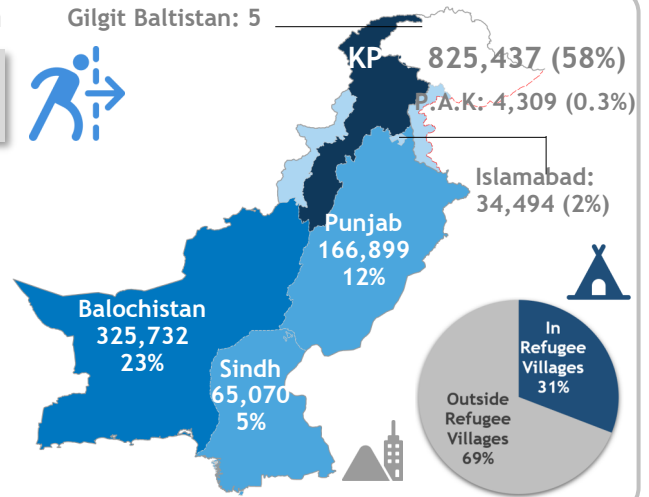 Gilgit Baltistan: 5
KP 825,437 (58%)
P.A.K: 4,309 (0.3%)
Islamabad:
34,494 (2%)
Punjab
166,899
12%
Balochistan
325,732
23%
Sindh
65,070
5%
In
Refugee
Villages
31%
Outside
Refugee
Villages
69%